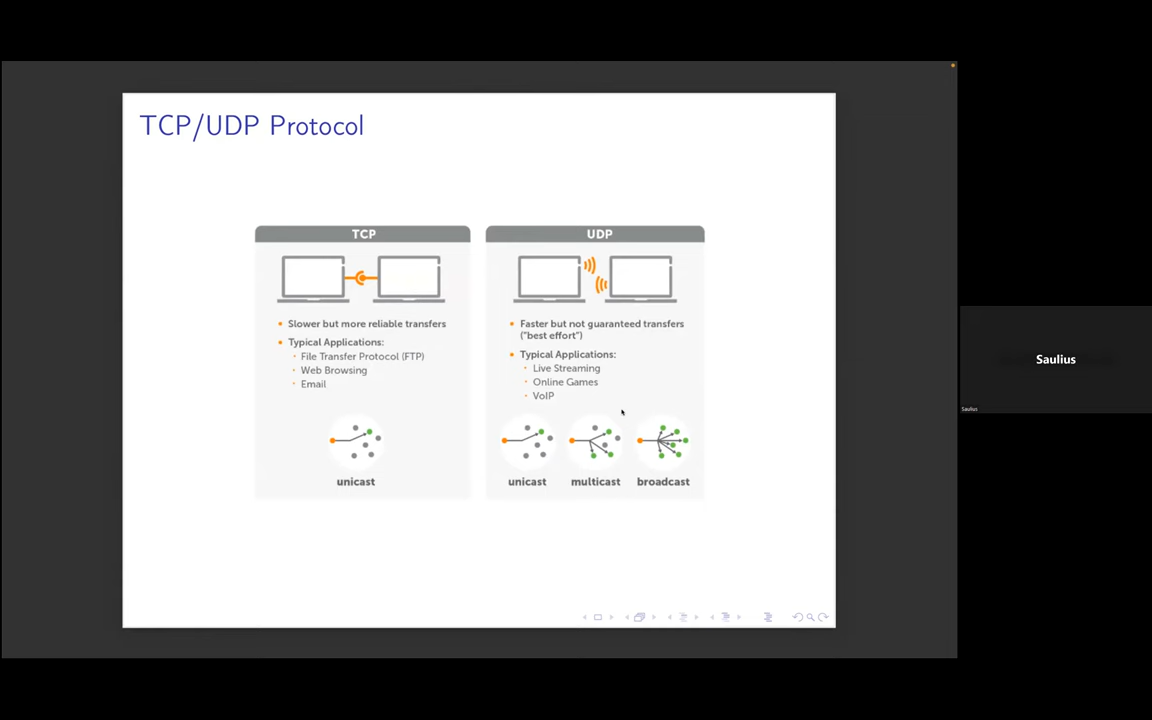 TCP/UDP Protocol
TCP
Slower but more reliable transfers
Typical Applications:
File Transfer Protocol (FTP)
Web Browsing
Email
unicast
UDP
Faster but not guaranteed transfers
("best effort")
Typical Applications:
Live Streaming
Online Games
VoIP
unicast
multicast
broadcast
Saulius
Saulius